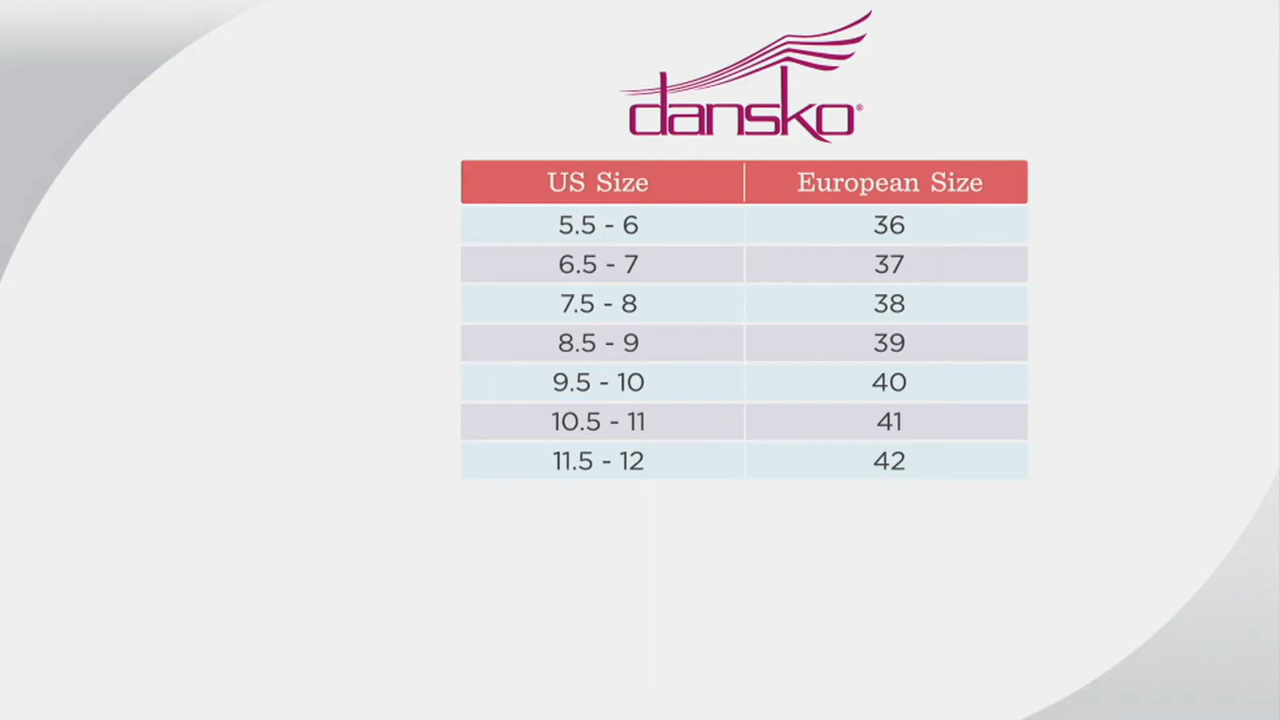 dansko®
US Size European Size
5.5 - 6 36
6.5 - 7 37
7.5 - 8 38
8.5 - 9 39
9.5 - 10 40
10.5 - 11 41
11.5 - 12 42